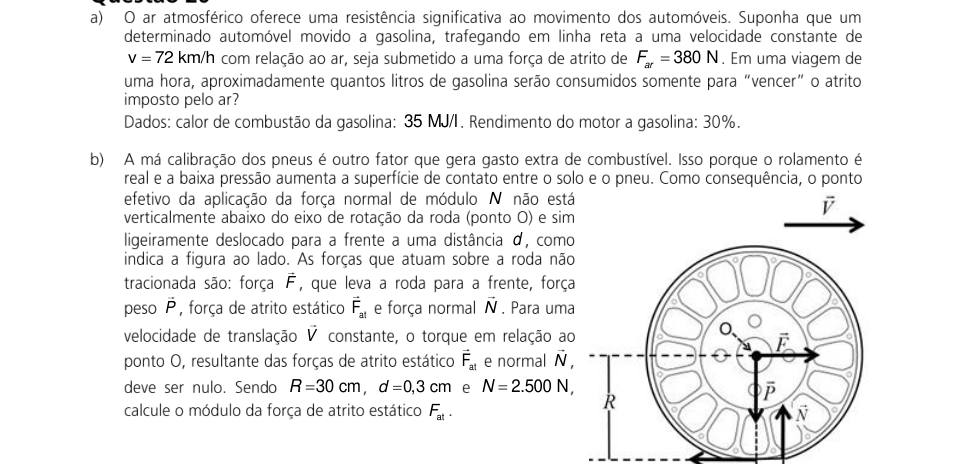 a) O ar atmosférico oferece uma resistência significativa ao movimento dos automóveis. Suponha que um
determinado automóvel movido a gasolina, trafegando em linha reta a uma velocidade constante de
v = 72 km/h com relação ao ar, seja submetido a uma força de atrito de F_ar = 380 N. Em uma viagem de
uma hora, aproximadamente quantos litros de gasolina serão consumidos somente para “vencer” o atrito
imposto pelo ar?
Dados: calor de combustão da gasolina: 35 MJ/l. Rendimento do motor a gasolina: 30%.
b) A má calibração dos pneus é outro fator que gera gasto extra de combustível. Isso porque o rolamento é
real e a baixa pressão aumenta a superfície de contato entre o solo e o pneu. Como consequência, o ponto
efetivo da aplicação da força normal de módulo N não está
verticalmente abaixo do eixo de rotação da roda (ponto O) e sim
ligeiramente deslocado para a frente a uma distância d, como
indica a figura ao lado. As forças que atuam sobre a roda não
tracionada são: força F⃗, que leva a roda para a frente, força
peso P⃗, força de atrito estático F⃗_at e força normal N⃗. Para uma
velocidade de translação V⃗ constante, o torque em relação ao
ponto O, resultante das forças de atrito estático F⃗_at e normal N⃗,
deve ser nulo. Sendo R=30 cm, d=0,3 cm e N=2.500 N,
calcule o módulo da força de atrito estático F_at.
V⃗
O
F⃗
P⃗
R
N⃗